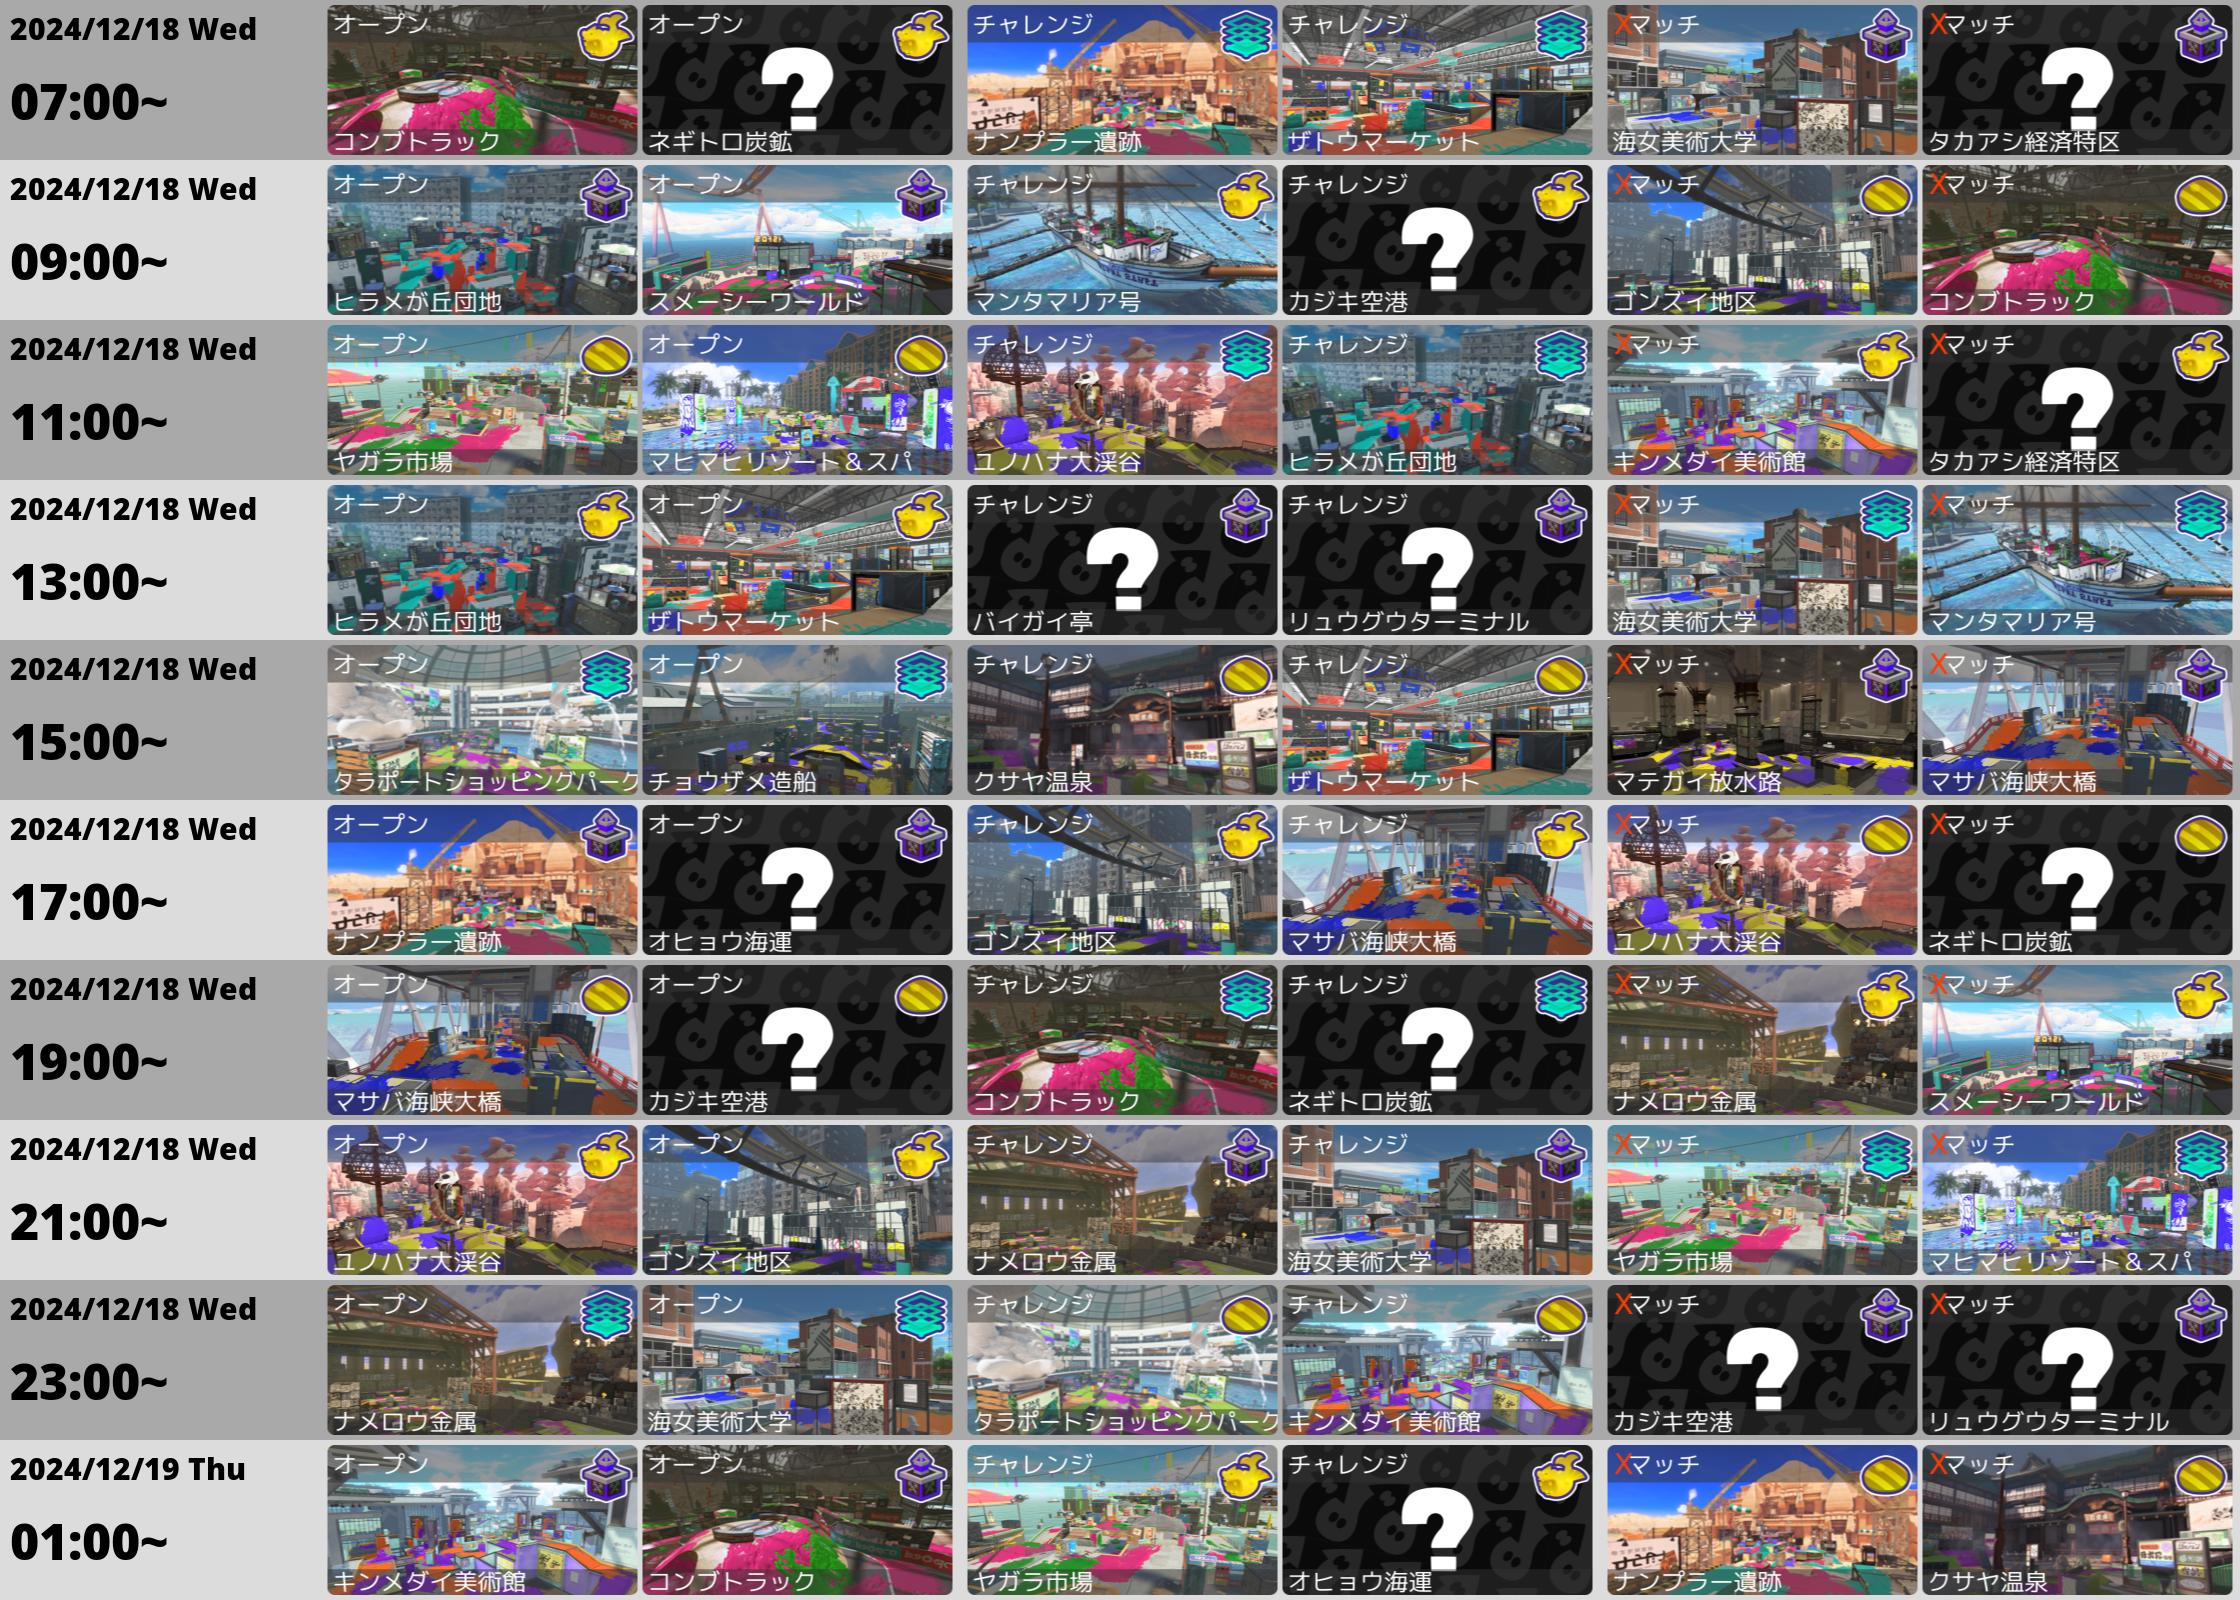 2024/12/18 Wed
07:00~
オープン
コンブトラック
オープン
ネギトロ炭鉱
チャレンジ
ナンプラー遺跡
チャレンジ
ザトウマーケット
Xマッチ
海女美術大学
Xマッチ
タカアシ経済特区
2024/12/18 Wed
09:00~
オープン
ヒラメが丘団地
オープン
スメーシーワールド
チャレンジ
マンタマリア号
チャレンジ
カジキ空港
Xマッチ
ゴンズイ地区
Xマッチ
コンブトラック
2024/12/18 Wed
11:00~
オープン
ヤガラ市場
オープン
マヒマヒリゾート＆スパ
チャレンジ
ユノハナ大渓谷
チャレンジ
ヒラメが丘団地
Xマッチ
キンメダイ美術館
Xマッチ
タカアシ経済特区
2024/12/18 Wed
13:00~
オープン
ヒラメが丘団地
オープン
ザトウマーケット
チャレンジ
バイガイ亭
チャレンジ
リュウグウターミナル
Xマッチ
海女美術大学
Xマッチ
マンタマリア号
2024/12/18 Wed
15:00~
オープン
タラポートショッピングパーク
オープン
チョウザメ造船
チャレンジ
クサヤ温泉
チャレンジ
ザトウマーケット
Xマッチ
マテガイ放水路
Xマッチ
マサバ海峡大橋
2024/12/18 Wed
17:00~
オープン
ナンプラー遺跡
オープン
オヒョウ海運
チャレンジ
ゴンズイ地区
チャレンジ
マサバ海峡大橋
Xマッチ
ユノハナ大渓谷
Xマッチ
ネギトロ炭鉱
2024/12/18 Wed
19:00~
オープン
マサバ海峡大橋
オープン
カジキ空港
チャレンジ
コンブトラック
チャレンジ
ネギトロ炭鉱
Xマッチ
ナメロウ金属
Xマッチ
スメーシーワールド
2024/12/18 Wed
21:00~
オープン
ユノハナ大渓谷
オープン
ゴンズイ地区
チャレンジ
ナメロウ金属
チャレンジ
海女美術大学
Xマッチ
ヤガラ市場
Xマッチ
マヒマヒリゾート＆スパ
2024/12/18 Wed
23:00~
オープン
ナメロウ金属
オープン
海女美術大学
チャレンジ
タラポートショッピングパーク
チャレンジ
キンメダイ美術館
Xマッチ
カジキ空港
Xマッチ
リュウグウターミナル
2024/12/19 Thu
01:00~
オープン
キンメダイ美術館
オープン
コンブトラック
チャレンジ
ヤガラ市場
チャレンジ
オヒョウ海運
Xマッチ
ナンプラー遺跡
Xマッチ
クサヤ温泉